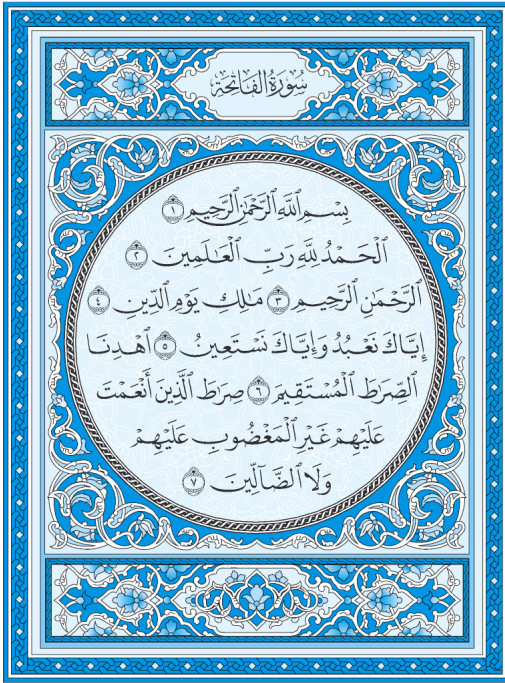 سُورَةُ الْفَاتِحَةِ
بِسْمِ ٱللَّهِ ٱلرَّحْمَٰنِ ٱلرَّحِيمِ ١
ٱلْحَمْدُ لِلَّهِ رَبِّ ٱلْعَٰلَمِينَ ٢
ٱلرَّحْمَٰنِ ٱلرَّحِيمِ ٣ مَٰلِكِ يَوْمِ ٱلدِّينِ ٤
إِيَّاكَ نَعْبُدُ وَإِيَّاكَ نَسْتَعِينُ ٥ ٱهْدِنَا
ٱلصِّرَٰطَ ٱلْمُسْتَقِيمَ ٦ صِرَٰطَ ٱلَّذِينَ أَنْعَمْتَ
عَلَيْهِمْ غَيْرِ ٱلْمَغْضُوبِ عَلَيْهِمْ
وَلَا ٱلضَّآلِّينَ ٧